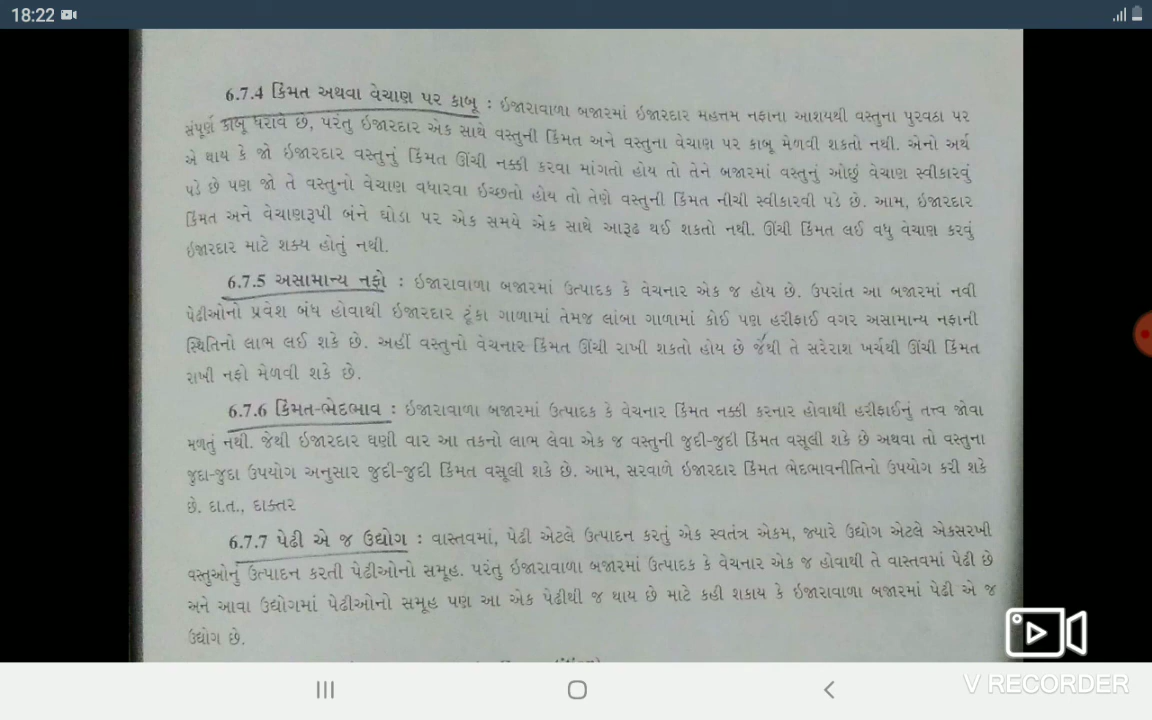 18:22
6.7.4 કિંમત અથવા વેચાણ પર કાબૂ : ઇજારાવાળા બજારમાં ઇજારદાર મહત્તમ નફાના આશયથી વસ્તુના પુરવઠા પર
સંપૂર્ણ કાબૂ ધરાવે છે, પરંતુ ઇજારદાર એક સાથે વસ્તુની કિંમત અને વસ્તુના વેચાણ પર કાબૂ મેળવી શકતો નથી. એનો અર્થ
એ થાય કે જો ઇજારદાર વસ્તુનું કિંમત ઊંચી નક્કી કરવા માંગતો હોય તો તેને બજારમાં વસ્તુનું ઓછું વેચાણ સ્વીકારવું
પડે છે પણ જો તે વસ્તુનો વેચાણ વધારવા ઇચ્છતો હોય તો તેણે વસ્તુની કિંમત નીચી સ્વીકારવી પડે છે. આમ, ઇજારદાર
કિંમત અને વેચાણરૂપી બંને ઘોડા પર એક સમયે એક સાથે આરૂઢ થઈ શકતો નથી. ઊંચી કિંમત લઈ વધુ વેચાણ કરવું
ઇજારદાર માટે શક્ય હોતું નથી.
6.7.5 અસામાન્ય નફો : ઇજારાવાળા બજારમાં ઉત્પાદક કે વેચનાર એક જ હોય છે. ઉપરાંત આ બજારમાં નવી
પેઢીઓનો પ્રવેશ બંધ હોવાથી ઇજારદાર ટૂંકા ગાળામાં તેમજ લાંબા ગાળામાં કોઈ પણ હરીફાઈ વગર અસામાન્ય નફાની
સ્થિતિનો લાભ લઈ શકે છે. અહીં વસ્તુનો વેચનાર કિંમત ઊંચી રાખી શકતો હોય છે જેથી તે સરેરાશ ખર્ચથી ઊંચી કિંમત
રાખી નફો મેળવી શકે છે.
6.7.6 કિંમત-ભેદભાવ : ઇજારાવાળા બજારમાં ઉત્પાદક કે વેચનાર કિંમત નક્કી કરનાર હોવાથી હરીફાઈનું તત્ત્વ જોવા
મળતું નથી. જેથી ઇજારદાર ઘણી વાર આ તકનો લાભ લેવા એક જ વસ્તુની જુદી-જુદી કિંમત વસૂલી શકે છે અથવા તો વસ્તુના
જુદા-જુદા ઉપયોગ અનુસાર જુદી-જુદી કિંમત વસૂલી શકે છે. આમ, સરવાળે ઇજારદાર કિંમત ભેદભાવનીતિનો ઉપયોગ કરી શકે
છે. દા.ત., દાક્તર
6.7.7 પેઢી એ જ ઉદ્યોગ : વાસ્તવમાં, પેઢી એટલે ઉત્પાદન કરતું એક સ્વતંત્ર એકમ, જ્યારે ઉદ્યોગ એટલે એકસરખી
વસ્તુઓનું ઉત્પાદન કરતી પેઢીઓનો સમૂહ. પરંતુ ઇજારાવાળા બજારમાં ઉત્પાદક કે વેચનાર એક જ હોવાથી તે વાસ્તવમાં પેઢી છે
અને આવા ઉદ્યોગમાં પેઢીઓનો સમૂહ પણ આ એક પેઢીથી જ થાય છે માટે કહી શકાય કે ઇજારાવાળા બજારમાં પેઢી એ જ
ઉદ્યોગ છે.
V RECORDER